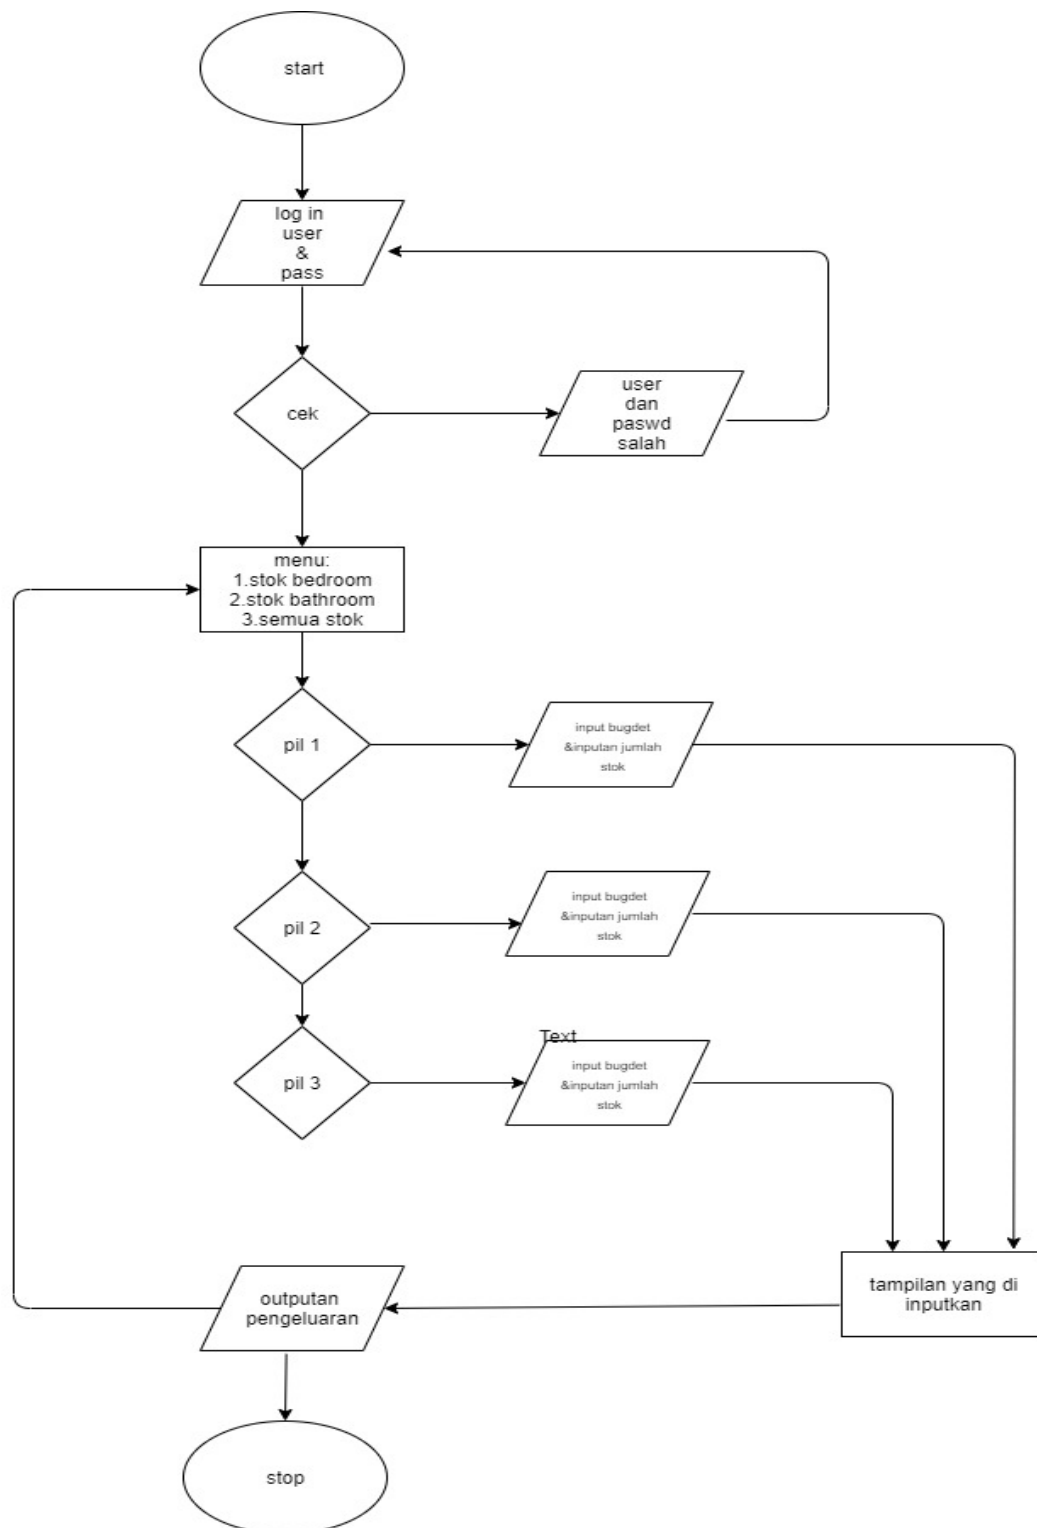 start
log in
user
&
pass
cek
user
dan
paswd
salah
menu:
1.stok bedroom
2.stok bathroom
3.semua stok
pil 1
input bugdet
&inputan jumlah
stok
pil 2
input bugdet
&inputan jumlah
stok
Text
pil 3
input bugdet
&inputan jumlah
stok
tampilan yang di
inputkan
outputan
pengeluaran
stop